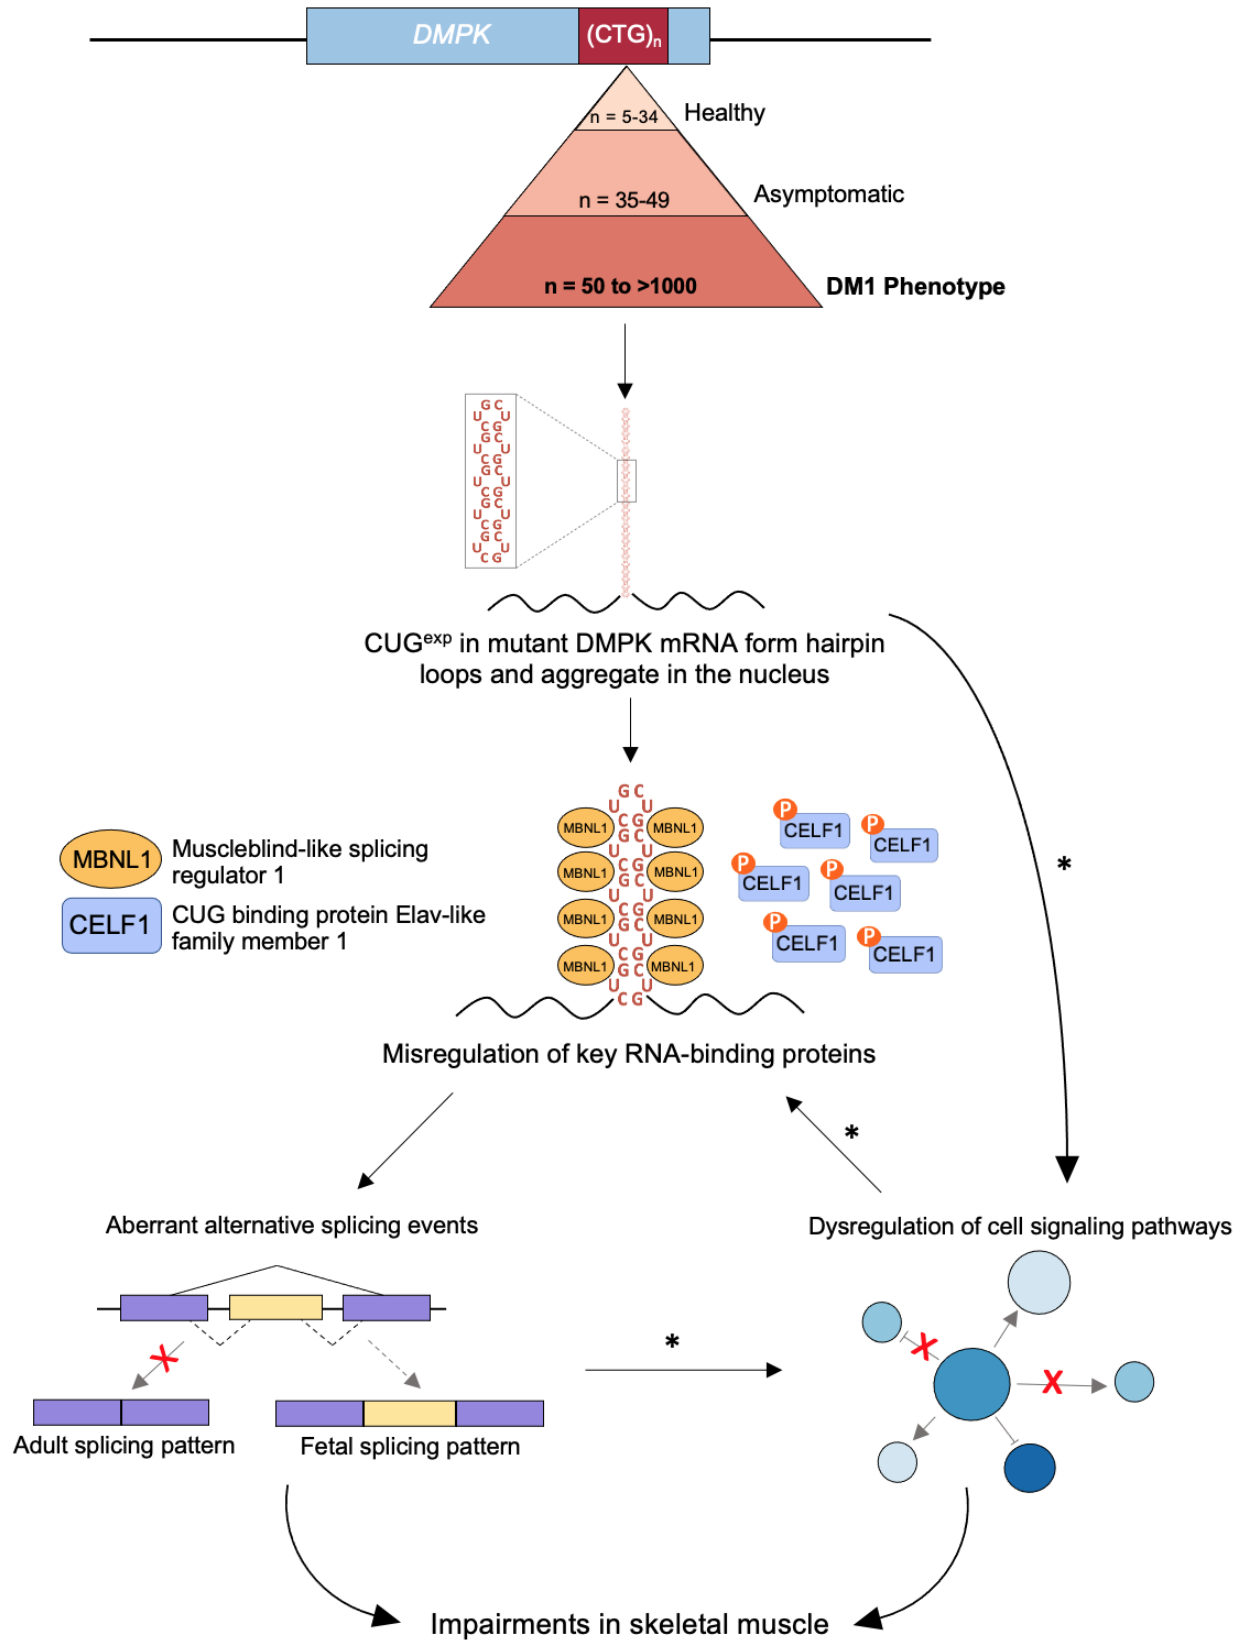 DMPK (CTG)n
n = 5-34 Healthy
n = 35-49 Asymptomatic
n = 50 to >1000 DM1 Phenotype
G C
U U
C G
G C
U U
C G
G C
U U
C G
G C
U U
C G
G C
U U
C G
CUGexp in mutant DMPK mRNA form hairpin
loops and aggregate in the nucleus
MBNL1 Muscleblind-like splicing
regulator 1
CELF1 CUG binding protein Elav-like
family member 1
G C
U U
MBNL1 C G MBNL1
G C
U U
MBNL1 C G MBNL1
G C
U U
MBNL1 C G MBNL1
G C
U U
MBNL1 C G MBNL1
G C
U U
C G
P CELF1
P CELF1
P CELF1
P CELF1
P CELF1
P CELF1
*
Misregulation of key RNA-binding proteins
*
Aberrant alternative splicing events
Dysregulation of cell signaling pathways
X
X
X
*
Adult splicing pattern
Fetal splicing pattern
Impairments in skeletal muscle